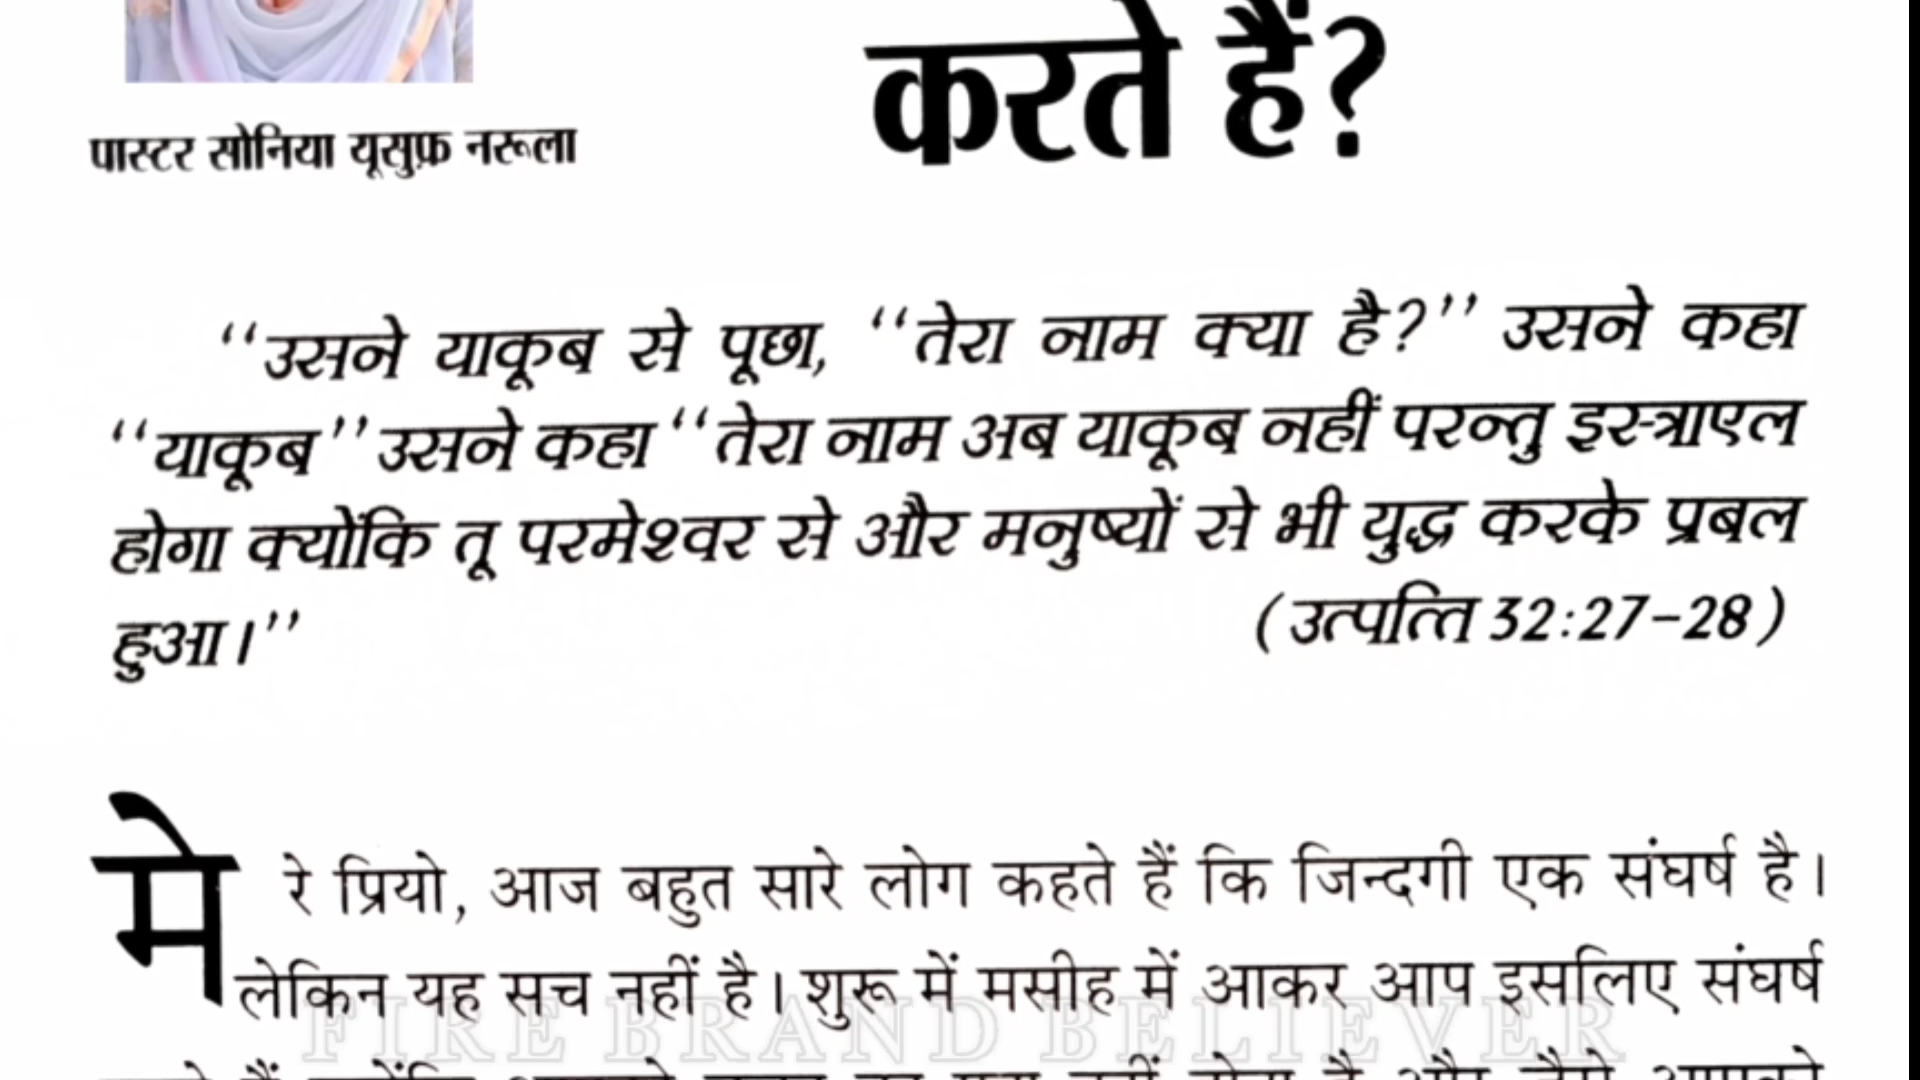 करते हैं?
पास्टर सोनिया यूसुफ़ नरूला
‘‘उसने याकूब से पूछा, ‘‘तेरा नाम क्या है?’’ उसने कहा
‘‘याकूब’’ उसने कहा ‘‘तेरा नाम अब याकूब नहीं परन्तु इस्त्राएल
होगा क्योंकि तू परमेश्वर से और मनुष्यों से भी युद्ध करके प्रबल
हुआ।’’ (उत्पत्ति 32:27-28)
मेरे प्रियो, आज बहुत सारे लोग कहते हैं कि जिन्दगी एक संघर्ष है।
लेकिन यह सच नहीं है। शुरू में मसीह में आकर आप इसलिए संघर्ष
FIRE BRAND BELIEVER